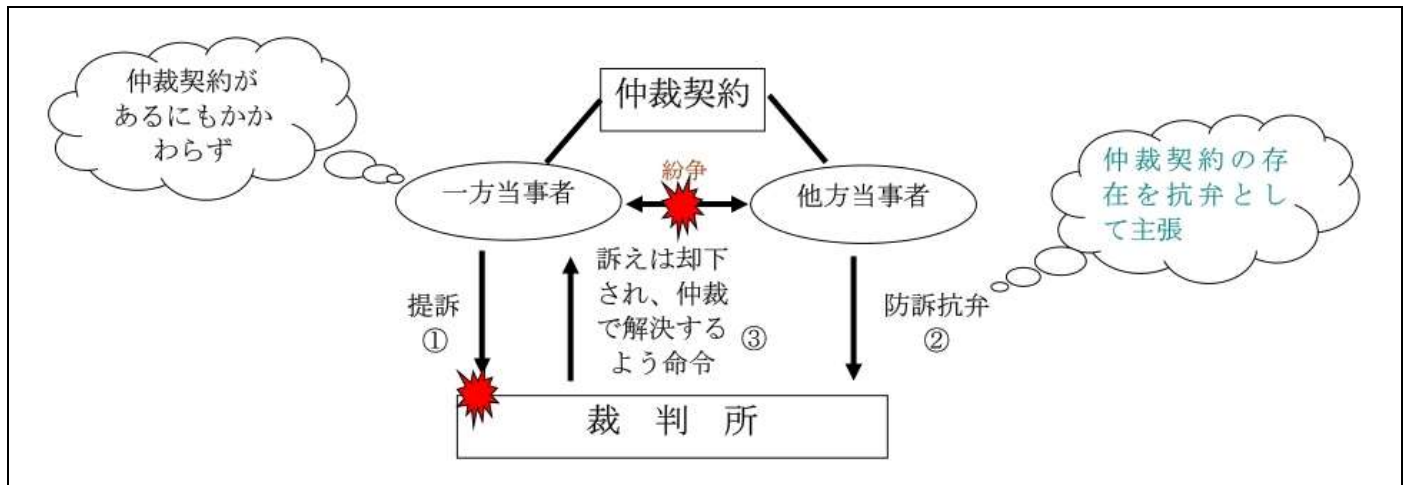 仲裁契約が
あるにもかか
わらず
仲裁契約
仲裁契約の存
在を抗弁とし
て主張
一方当事者
紛争
他方当事者
提訴
①
訴えは却下
され、仲裁
で解決する
よう命令
③
防訴抗弁
②
裁判所